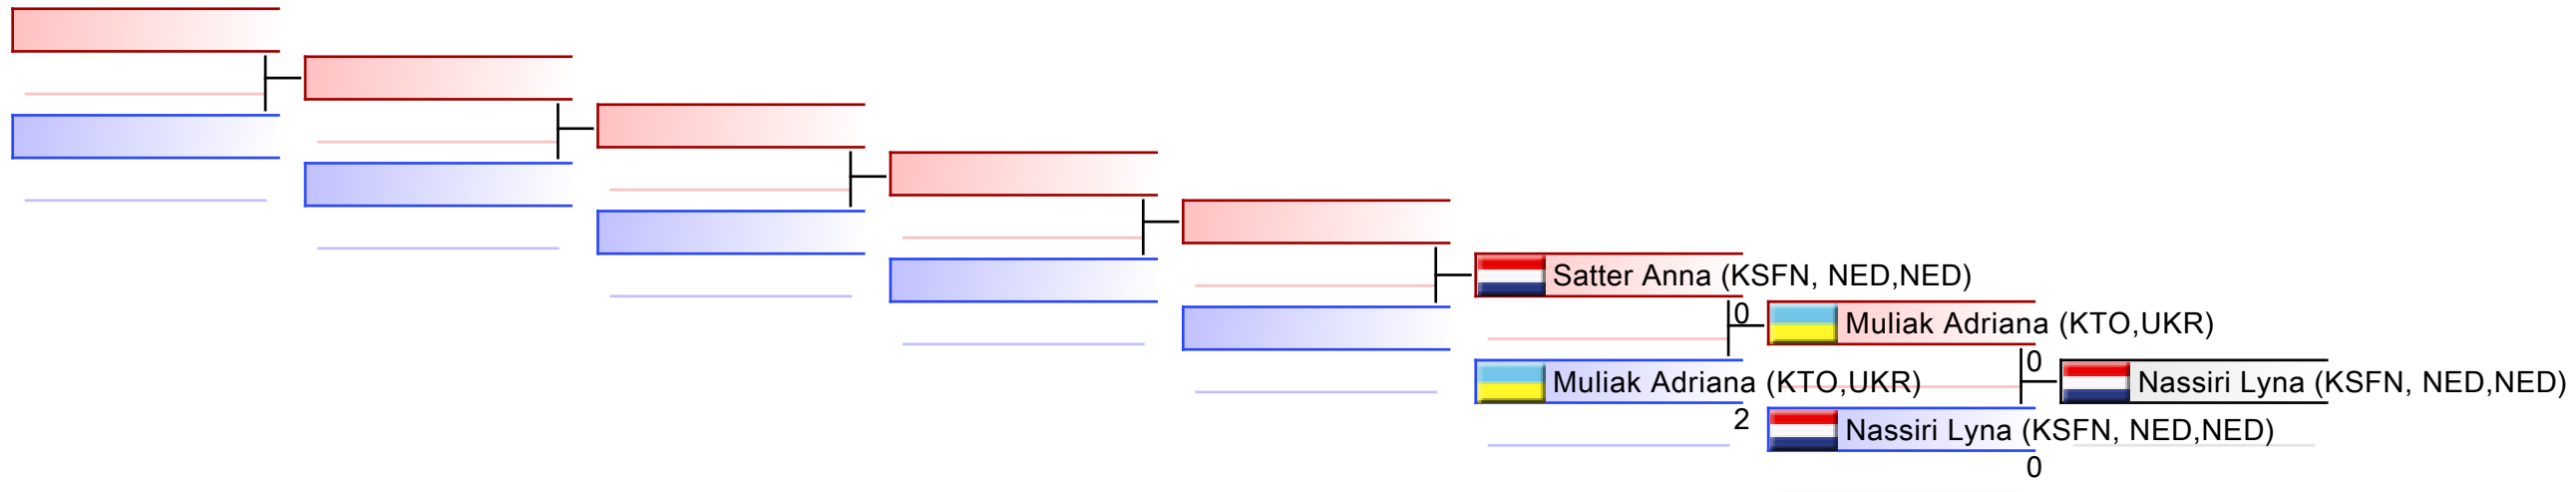 Satter Anna (KSFN, NED,NED)
0
Muliak Adriana (KTO,UKR)
Muliak Adriana (KTO,UKR)
2
0
Nassiri Lyna (KSFN, NED,NED)
Nassiri Lyna (KSFN, NED,NED)
0